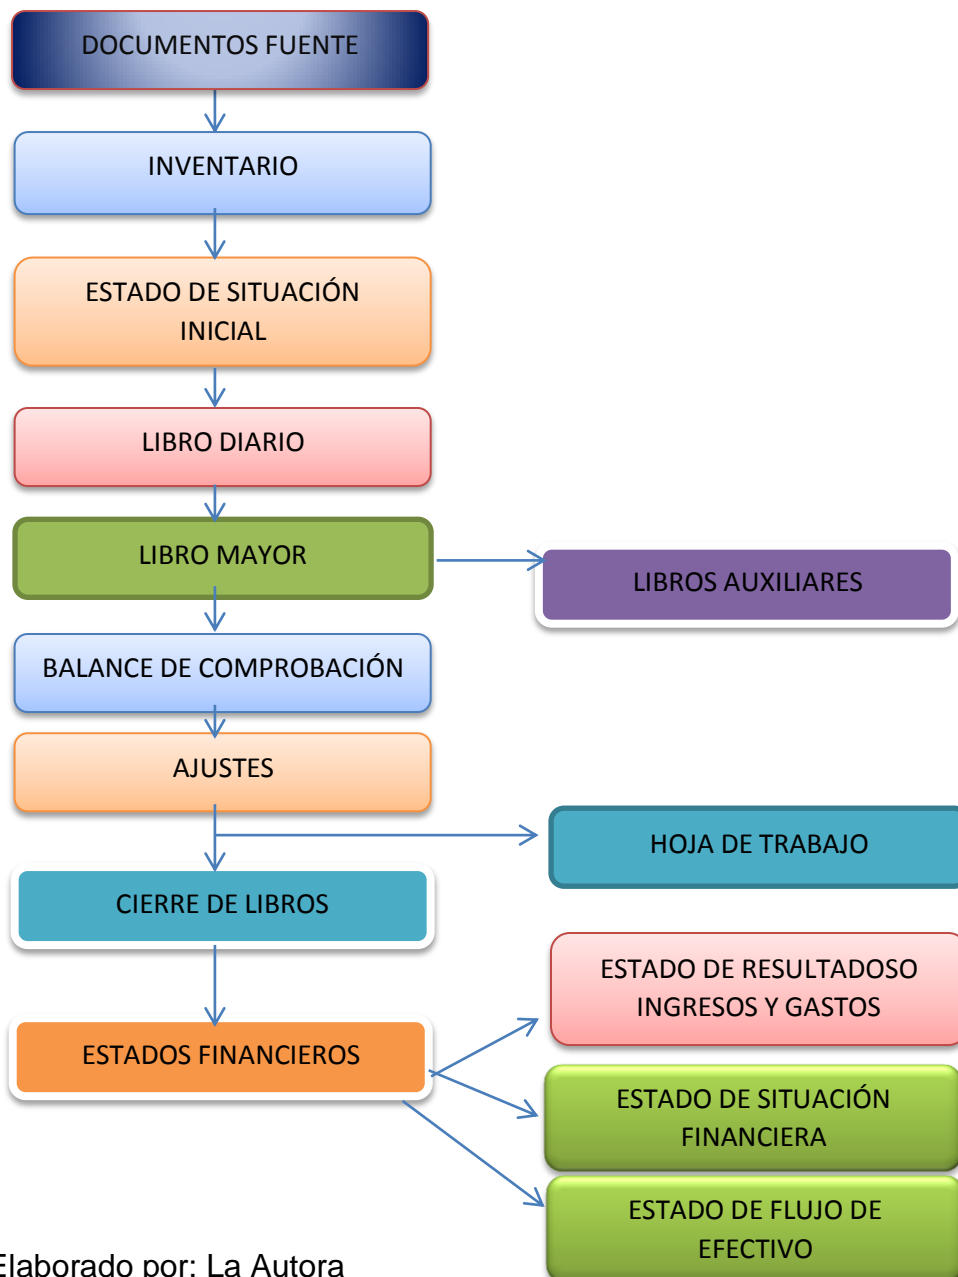 DOCUMENTOS FUENTE
INVENTARIO
ESTADO DE SITUACIÓN
INICIAL
LIBRO DIARIO
LIBRO MAYOR
LIBROS AUXILIARES
BALANCE DE COMPROBACIÓN
AJUSTES
HOJA DE TRABAJO
CIERRE DE LIBROS
ESTADO DE RESULTADOSO
INGRESOS Y GASTOS
ESTADOS FINANCIEROS
ESTADO DE SITUACIÓN
FINANCIERA
ESTADO DE FLUJO DE
EFECTIVO
Elaborado por: La Autora